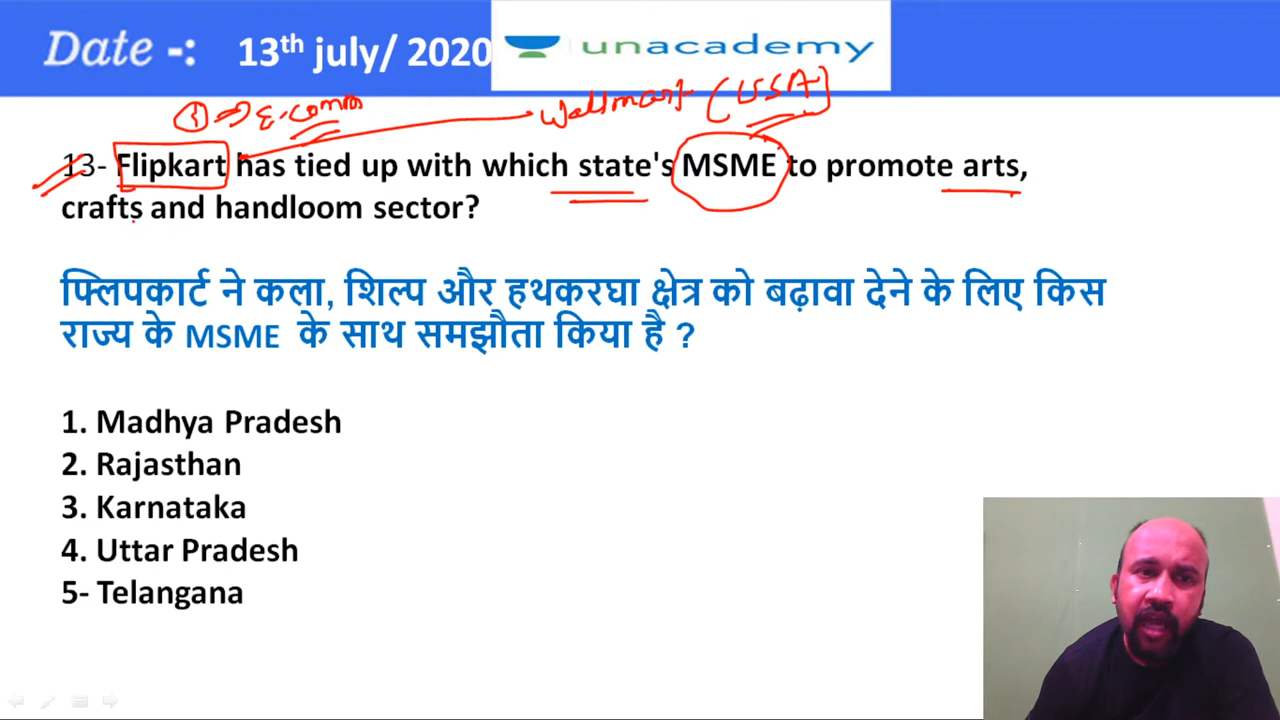 Date -: 13th july/ 2020 unacademy
① ⇒ E-comm Wallmart (USA)
13- Flipkart has tied up with which state's MSME to promote arts,
crafts and handloom sector?
फ्लिपकार्ट ने कला, शिल्प और हथकरघा क्षेत्र को बढ़ावा देने के लिए किस
राज्य के MSME के साथ समझौता किया है ?
1. Madhya Pradesh
2. Rajasthan
3. Karnataka
4. Uttar Pradesh
5- Telangana